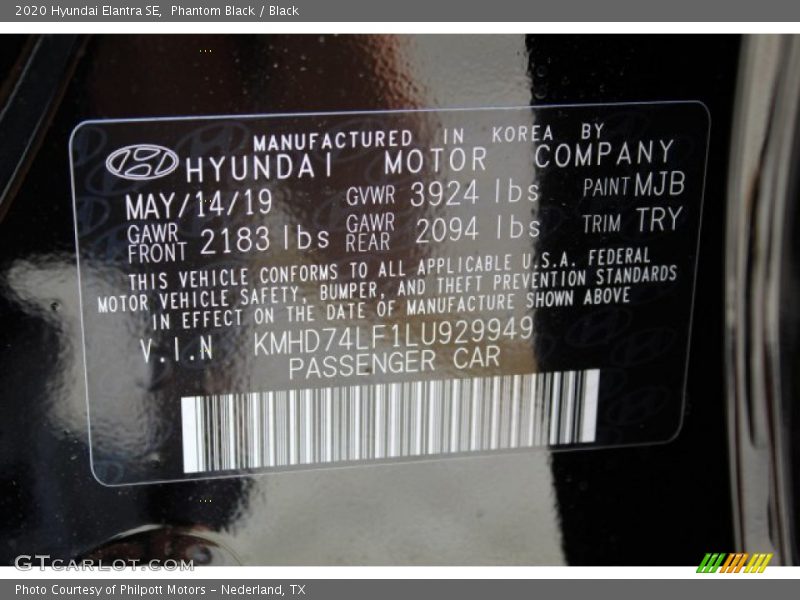 2020 Hyundai Elantra SE, Phantom Black / Black
MANUFACTURED IN KOREA BY
HYUNDAI MOTOR COMPANY
MAY/14/19 GVWR 3924 lbs PAINT MJB
GAWR FRONT 2183 lbs GAWR REAR 2094 lbs TRIM TRY
THIS VEHICLE CONFORMS TO ALL APPLICABLE U.S.A. FEDERAL
MOTOR VEHICLE SAFETY, BUMPER, AND THEFT PREVENTION STANDARDS
IN EFFECT ON THE DATE OF MANUFACTURE SHOWN ABOVE
V.I.N KMHD74LF1LU929949
PASSENGER CAR
GTCARLOT.COM
Photo Courtesy of Philpott Motors - Nederland, TX